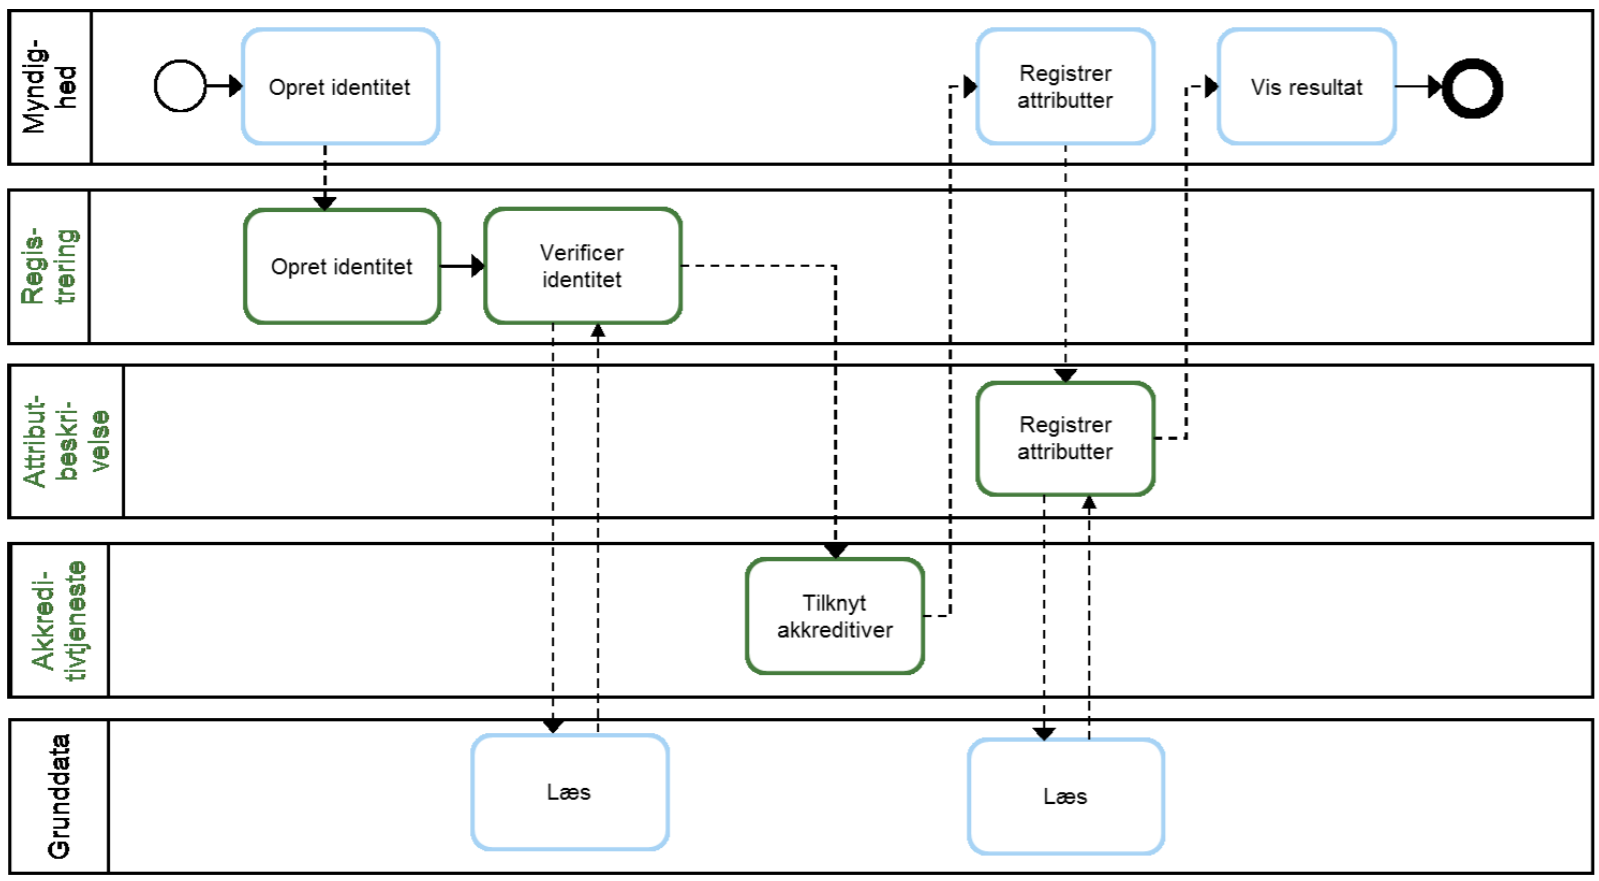 Myndig-
hed
Opret identitet
Registrer
attributter
Vis resultat
Regis-
trering
Opret identitet
Verificer
identitet
Attribut-
beskri-
velse
Registrer
attributter
Akkredi-
tivtjeneste
Tilknyt
akkreditiver
Grunddata
Læs
Læs